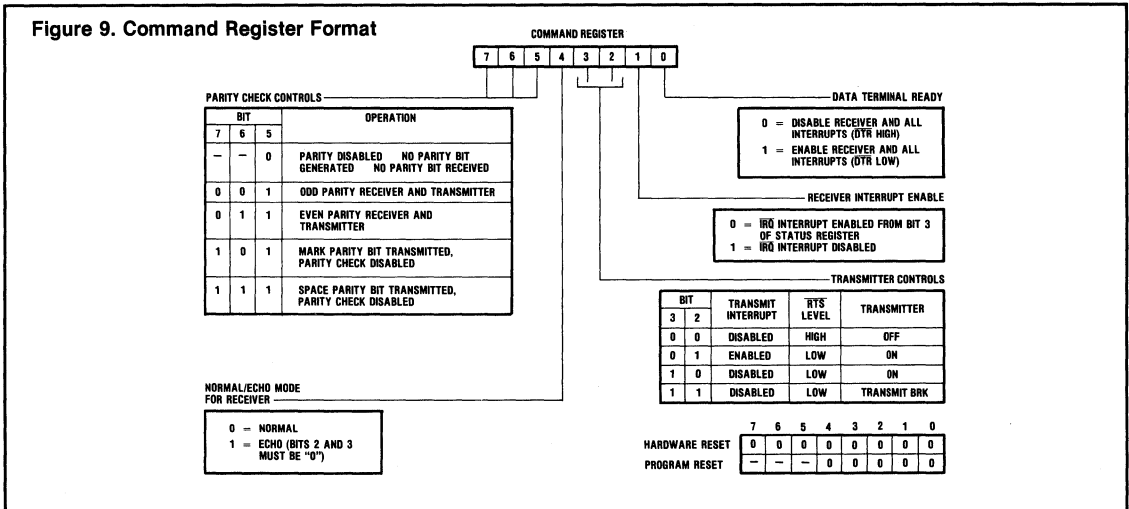 Figure 9. Command Register Format
COMMAND REGISTER
7 6 5 4 3 2 1 0
PARITY CHECK CONTROLS
BIT OPERATION
7 6 5
– – 0 PARITY DISABLED NO PARITY BIT
GENERATED NO PARITY BIT RECEIVED
0 0 1 ODD PARITY RECEIVER AND TRANSMITTER
0 1 1 EVEN PARITY RECEIVER AND
TRANSMITTER
1 0 1 MARK PARITY BIT TRANSMITTED,
PARITY CHECK DISABLED
1 1 1 SPACE PARITY BIT TRANSMITTED,
PARITY CHECK DISABLED
NORMAL/ECHO MODE
FOR RECEIVER
0 = NORMAL
1 = ECHO (BITS 2 AND 3
MUST BE "0")
DATA TERMINAL READY
0 = DISABLE RECEIVER AND ALL
INTERRUPTS (D̅T̅R̅ HIGH)
1 = ENABLE RECEIVER AND ALL
INTERRUPTS (D̅T̅R̅ LOW)
RECEIVER INTERRUPT ENABLE
0 = I̅R̅Q̅ INTERRUPT ENABLED FROM BIT 3
OF STATUS REGISTER
1 = I̅R̅Q̅ INTERRUPT DISABLED
TRANSMITTER CONTROLS
BIT TRANSMIT R̅T̅S̅ TRANSMITTER
3 2 INTERRUPT LEVEL
0 0 DISABLED HIGH OFF
0 1 ENABLED LOW ON
1 0 DISABLED LOW ON
1 1 DISABLED LOW TRANSMIT BRK
7 6 5 4 3 2 1 0
HARDWARE RESET 0 0 0 0 0 0 0 0
PROGRAM RESET – – – 0 0 0 0 0